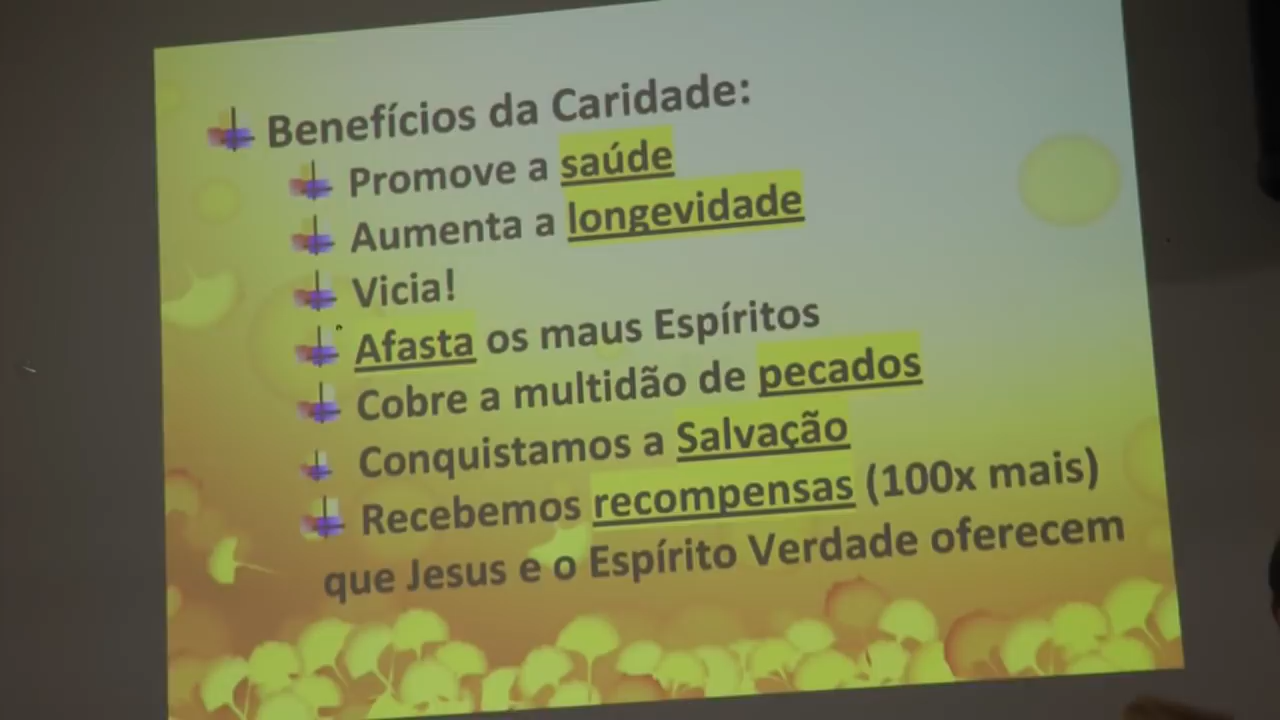 Benefícios da Caridade:
Promove a saúde
Aumenta a longevidade
Vicia!
Afasta os maus Espíritos
Cobre a multidão de pecados
Conquistamos a Salvação
Recebemos recompensas (100x mais)
que Jesus e o Espírito Verdade oferecem